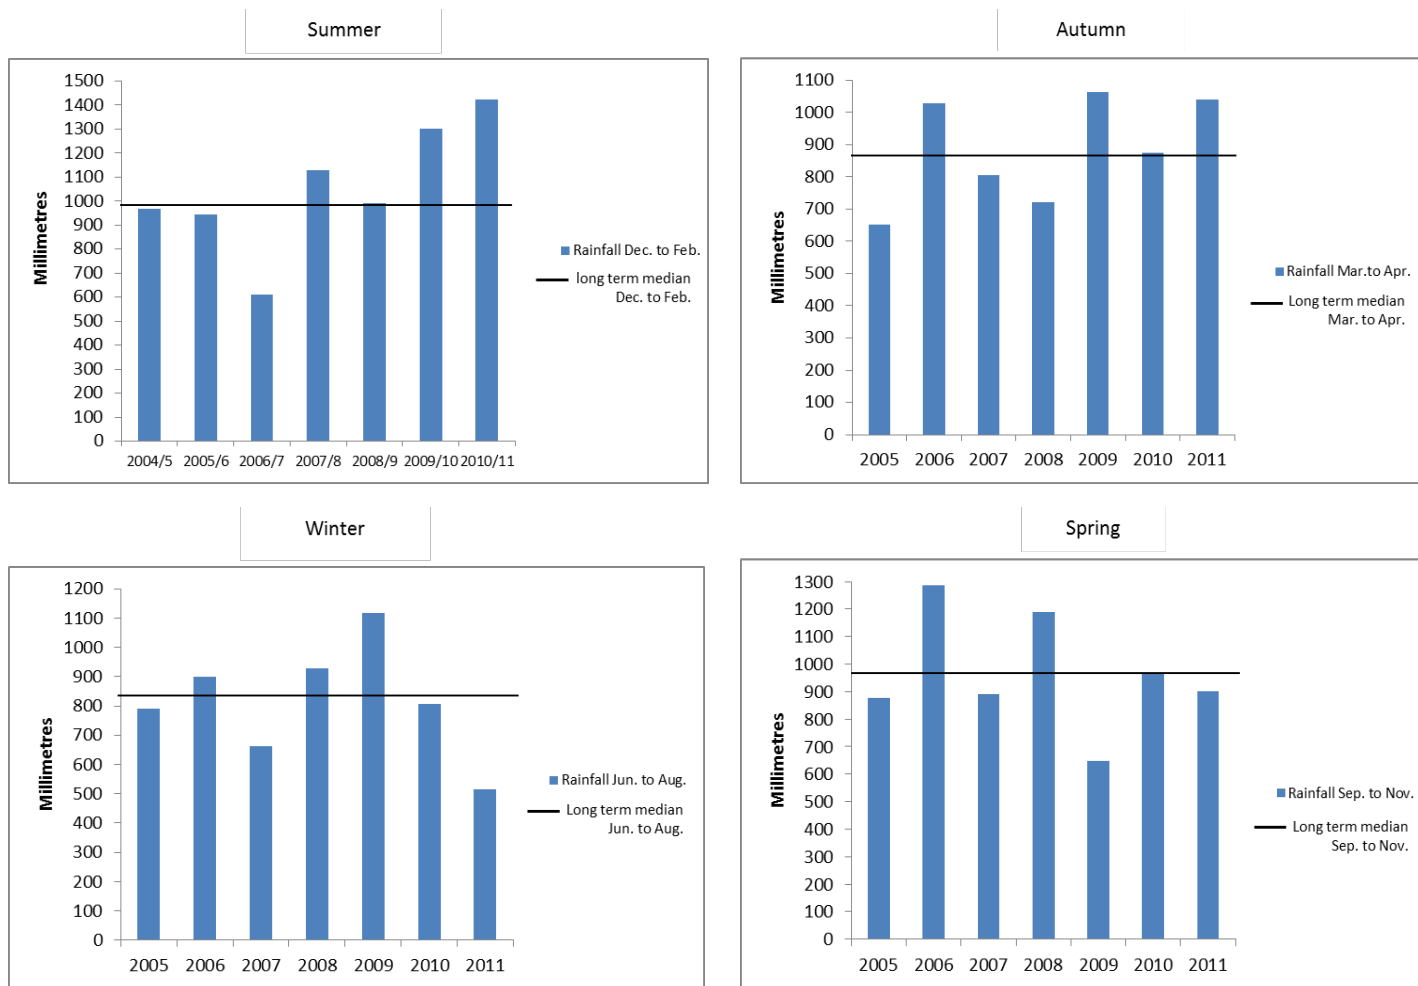 Summer
1500
1400
1300
1200
1100
1000
900
800
700
600
500
400
300
200
100
0
Millimetres
2004/5 2005/6 2006/7 2007/8 2008/9 2009/10 2010/11
Rainfall Dec. to Feb.
long term median
Dec. to Feb.
Autumn
1100
1000
900
800
700
600
500
400
300
200
100
0
Millimetres
2005 2006 2007 2008 2009 2010 2011
Rainfall Mar.to Apr.
Long term median
Mar. to Apr.
Winter
1200
1100
1000
900
800
700
600
500
400
300
200
100
0
Millimetres
2005 2006 2007 2008 2009 2010 2011
Rainfall Jun. to Aug.
Long term median
Jun. to Aug.
Spring
1300
1200
1100
1000
900
800
700
600
500
400
300
200
100
0
Millimetres
2005 2006 2007 2008 2009 2010 2011
Rainfall Sep. to Nov.
Long term median
Sep. to Nov.